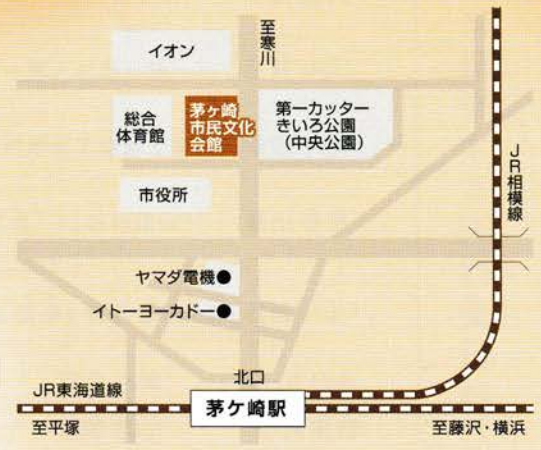 イオン
至寒川
総合
体育館
茅ヶ崎
市民文化
会館
第一カッター
きいろ公園
(中央公園)
JR相模線
市役所
ヤマダ電機●
イトーヨーカドー●
北口
JR東海道線
茅ケ崎駅
至平塚
至藤沢・横浜